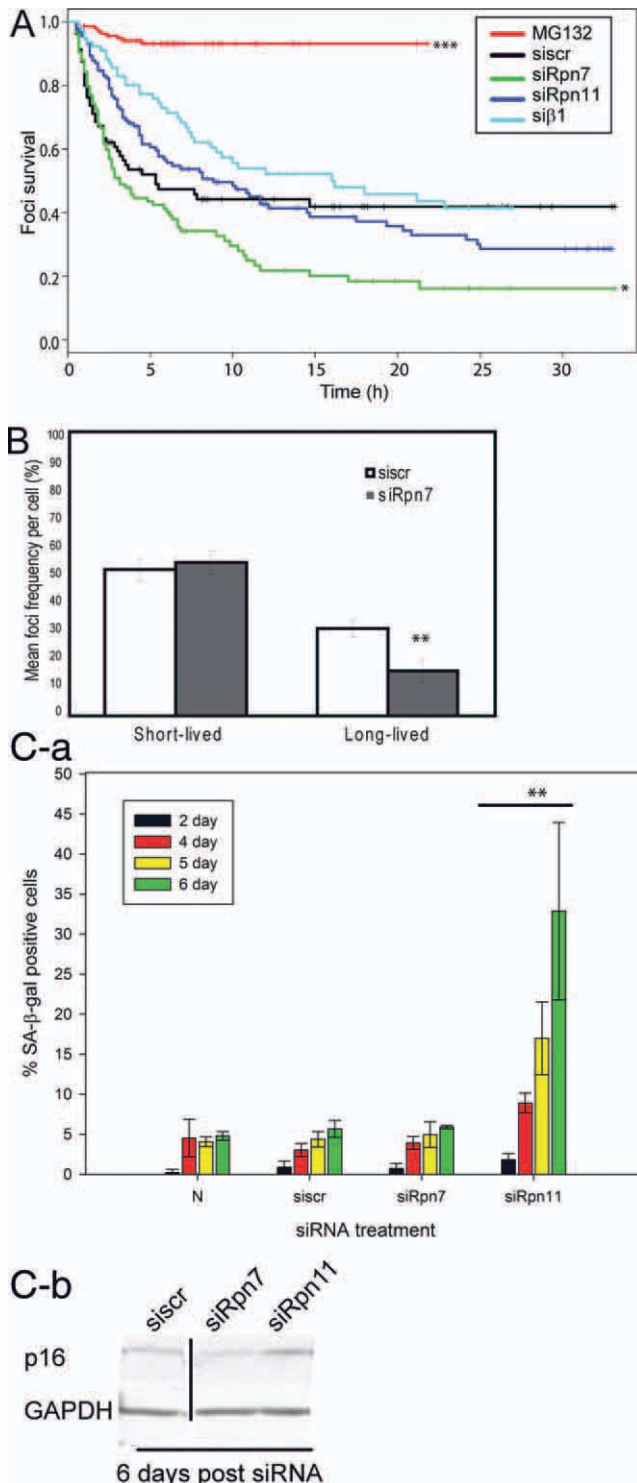 A
1.0
0.8
0.6
0.4
0.2
0.0
Foci survival
MG132
siscr
siRpn7
siRpn11
siβ1
***
*
0 5 10 15 20 25 30
Time (h)
B
100
90
80
70
60
50
40
30
20
10
0
Mean foci frequency per cell (%)
siscr
siRpn7
**
Short-lived Long-lived
C-a
50
45
40
35
30
25
20
15
10
5
0
% SA-β-gal positive cells
2 day
4 day
5 day
6 day
**
N siscr siRpn7 siRpn11
siRNA treatment
C-b
siscr siRpn7 siRpn11
p16
GAPDH
6 days post siRNA